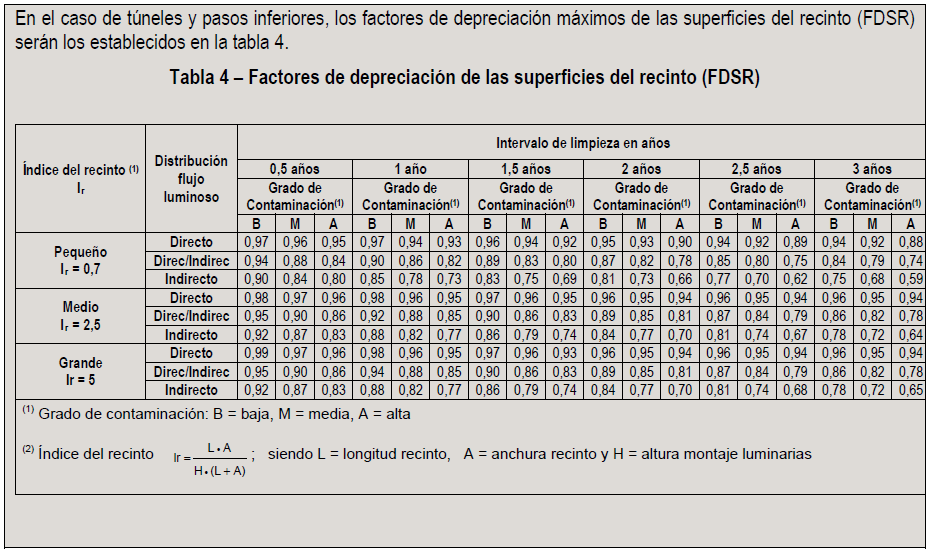 En el caso de túneles y pasos inferiores, los factores de depreciación máximos de las superficies del recinto (FDSR)
serán los establecidos en la tabla 4.
Tabla 4 – Factores de depreciación de las superficies del recinto (FDSR)
Índice del recinto (1)
Ir
Distribución
flujo
luminoso
Intervalo de limpieza en años
0,5 años 1 año 1,5 años 2 años 2,5 años 3 años
Grado de Grado de Grado de Grado de Grado de Grado de
Contaminación(1) Contaminación(1) Contaminación(1) Contaminación(1) Contaminación(1) Contaminación(1)
B M A B M A B M A B M A B M A B M A
Pequeño
Ir = 0,7
Directo 0,97 0,96 0,95 0,97 0,94 0,93 0,96 0,94 0,92 0,95 0,93 0,90 0,94 0,92 0,89 0,94 0,92 0,88
Direc/Indirec 0,94 0,88 0,84 0,90 0,86 0,82 0,89 0,83 0,80 0,87 0,82 0,78 0,85 0,80 0,75 0,84 0,79 0,74
Indirecto 0,90 0,84 0,80 0,85 0,78 0,73 0,83 0,75 0,69 0,81 0,73 0,66 0,77 0,70 0,62 0,75 0,68 0,59
Medio
Ir = 2,5
Directo 0,98 0,97 0,96 0,98 0,96 0,95 0,97 0,96 0,95 0,96 0,95 0,94 0,96 0,95 0,94 0,96 0,95 0,94
Direc/Indirec 0,95 0,90 0,86 0,92 0,88 0,85 0,90 0,86 0,83 0,89 0,85 0,81 0,87 0,84 0,79 0,86 0,82 0,78
Indirecto 0,92 0,87 0,83 0,88 0,82 0,77 0,86 0,79 0,74 0,84 0,77 0,70 0,81 0,74 0,67 0,78 0,72 0,64
Grande
Ir = 5
Directo 0,99 0,97 0,96 0,98 0,96 0,95 0,97 0,96 0,93 0,96 0,95 0,94 0,96 0,95 0,94 0,96 0,95 0,94
Direc/Indirec 0,95 0,90 0,86 0,94 0,88 0,85 0,90 0,86 0,83 0,89 0,85 0,81 0,87 0,84 0,79 0,86 0,82 0,78
Indirecto 0,92 0,87 0,83 0,88 0,82 0,77 0,86 0,79 0,74 0,84 0,77 0,70 0,81 0,74 0,68 0,78 0,72 0,65
(1) Grado de contaminación: B = baja, M = media, A = alta
(2) Índice del recinto Ir = L • A / H • (L + A) ; siendo L = longitud recinto, A = anchura recinto y H = altura montaje luminarias